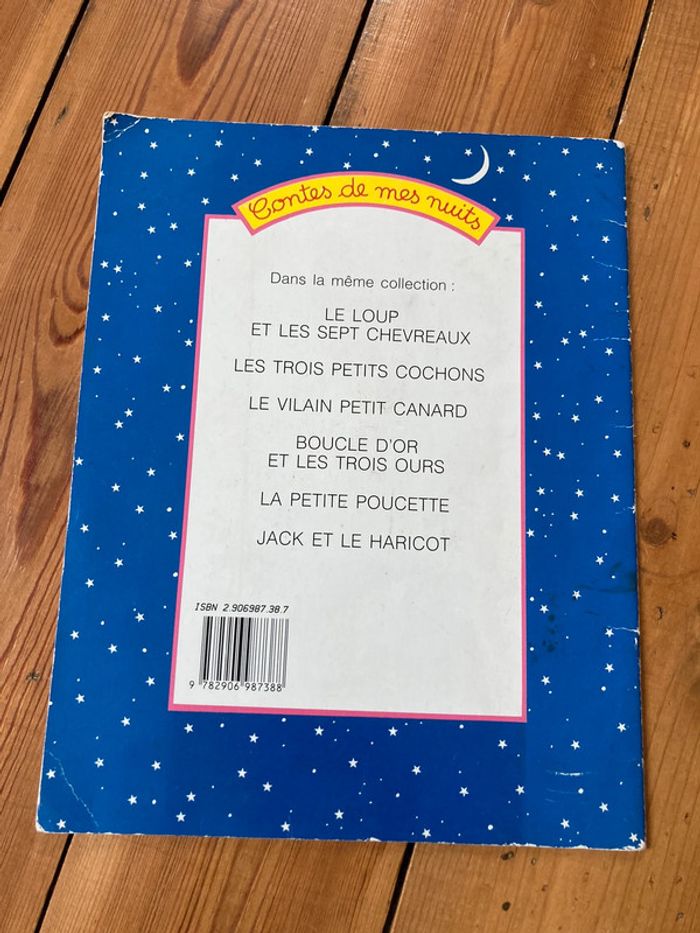 Contes de mes nuits
Dans la même collection :
LE LOUP
ET LES SEPT CHEVREAUX
LES TROIS PETITS COCHONS
LE VILAIN PETIT CANARD
BOUCLE D'OR
ET LES TROIS OURS
LA PETITE POUCETTE
JACK ET LE HARICOT
ISBN 2.906987.38.7
9 782906 987388